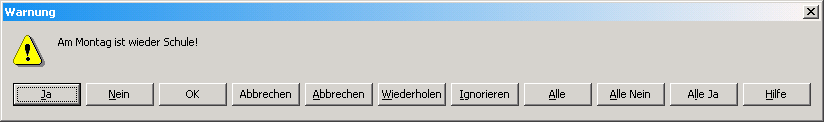 Warnung
Am Montag ist wieder Schule!
Ja Nein OK Abbrechen Abbrechen Wiederholen Ignorieren Alle Alle Nein Alle Ja Hilfe